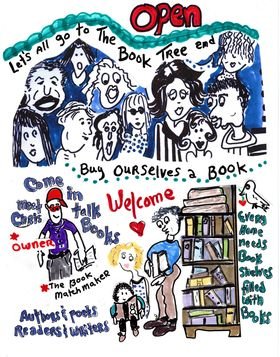 Open
Let's All go to The Book Tree and
Buy Ourselves a Book
Come in
meet talk
Chris Books
*Owner
*The Book
Matchmaker
Authors & Poets
Readers & Writers
Welcome
Every
Home
needs
Book
Shelves
filled
with
Books